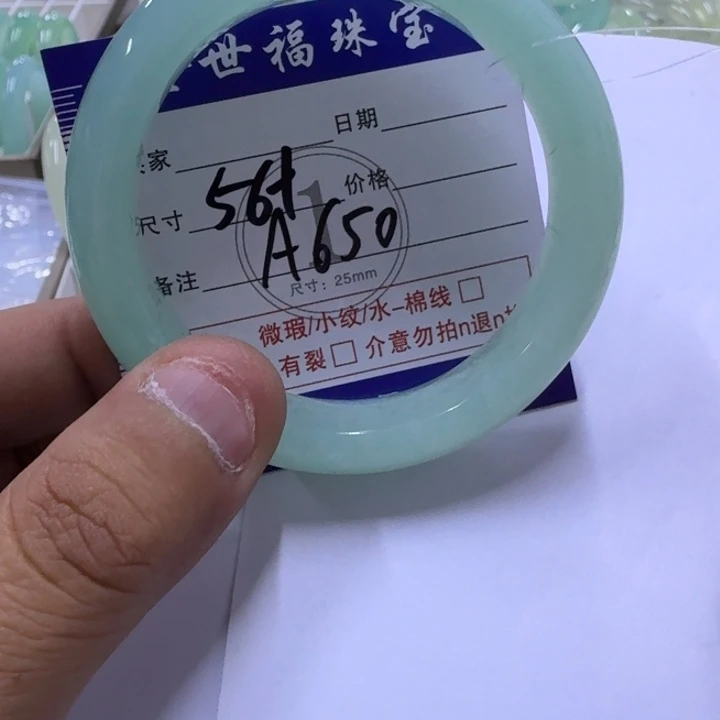 世福珠宝
日期
家
尺寸 56+
价格
A650
备注
1
尺寸：25mm
微瑕/小纹/水-棉线□
有裂□ 介意勿拍n退n